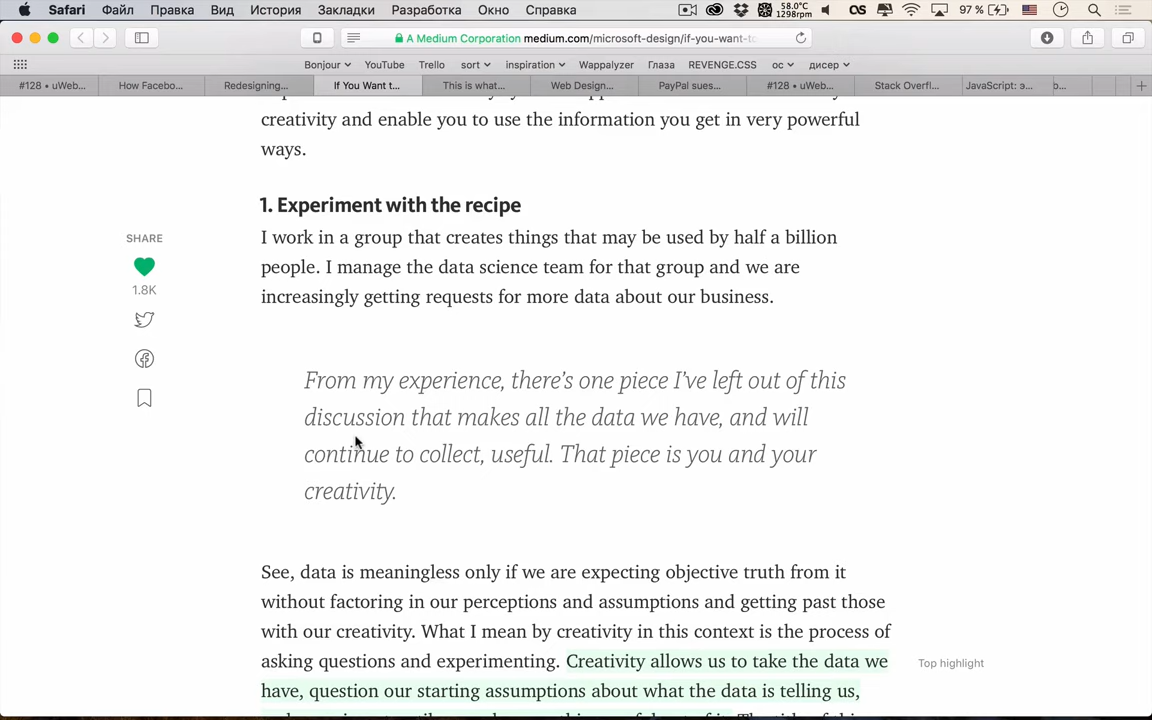 Safari Файл Правка Вид История Закладки Разработка Окно Справка 58.0°C 1298rpm 97 %
A Medium Corporation medium.com/microsoft-design/if-you-want-to
Bonjour YouTube Trello sort inspiration Wappalyzer Глаза REVENGE.CSS ос дисер
#128 • uWeb... How Facebo... Redesigning... If You Want t... This is what... Web Design... PayPal sues... #128 • uWeb... Stack Overfl... JavaScript: э... b...
creativity and enable you to use the information you get in very powerful
ways.
1. Experiment with the recipe
I work in a group that creates things that may be used by half a billion
people. I manage the data science team for that group and we are
increasingly getting requests for more data about our business.
SHARE
1.8K
From my experience, there’s one piece I’ve left out of this
discussion that makes all the data we have, and will
continue to collect, useful. That piece is you and your
creativity.
See, data is meaningless only if we are expecting objective truth from it
without factoring in our perceptions and assumptions and getting past those
with our creativity. What I mean by creativity in this context is the process of
asking questions and experimenting. Creativity allows us to take the data we
Top highlight
have, question our starting assumptions about what the data is telling us,